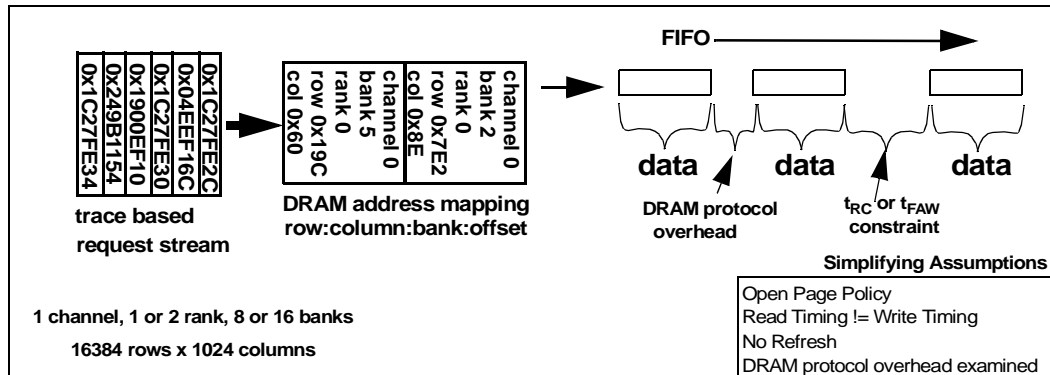 FIFO
0x1C27FE2C
0x04EEF16C
0x1C27FE30
0x1900EF10
0x249B1154
0x1C27FE34
channel 0
bank 2
rank 0
row 0x7E2
col 0x8E
channel 0
bank 5
rank 0
row 0x19C
col 0x60
trace based
request stream
DRAM address mapping
row:column:bank:offset
data
data
data
DRAM protocol
overhead
tRC or tFAW
constraint
Simplifying Assumptions
Open Page Policy
Read Timing != Write Timing
No Refresh
DRAM protocol overhead examined
1 channel, 1 or 2 rank, 8 or 16 banks
16384 rows x 1024 columns